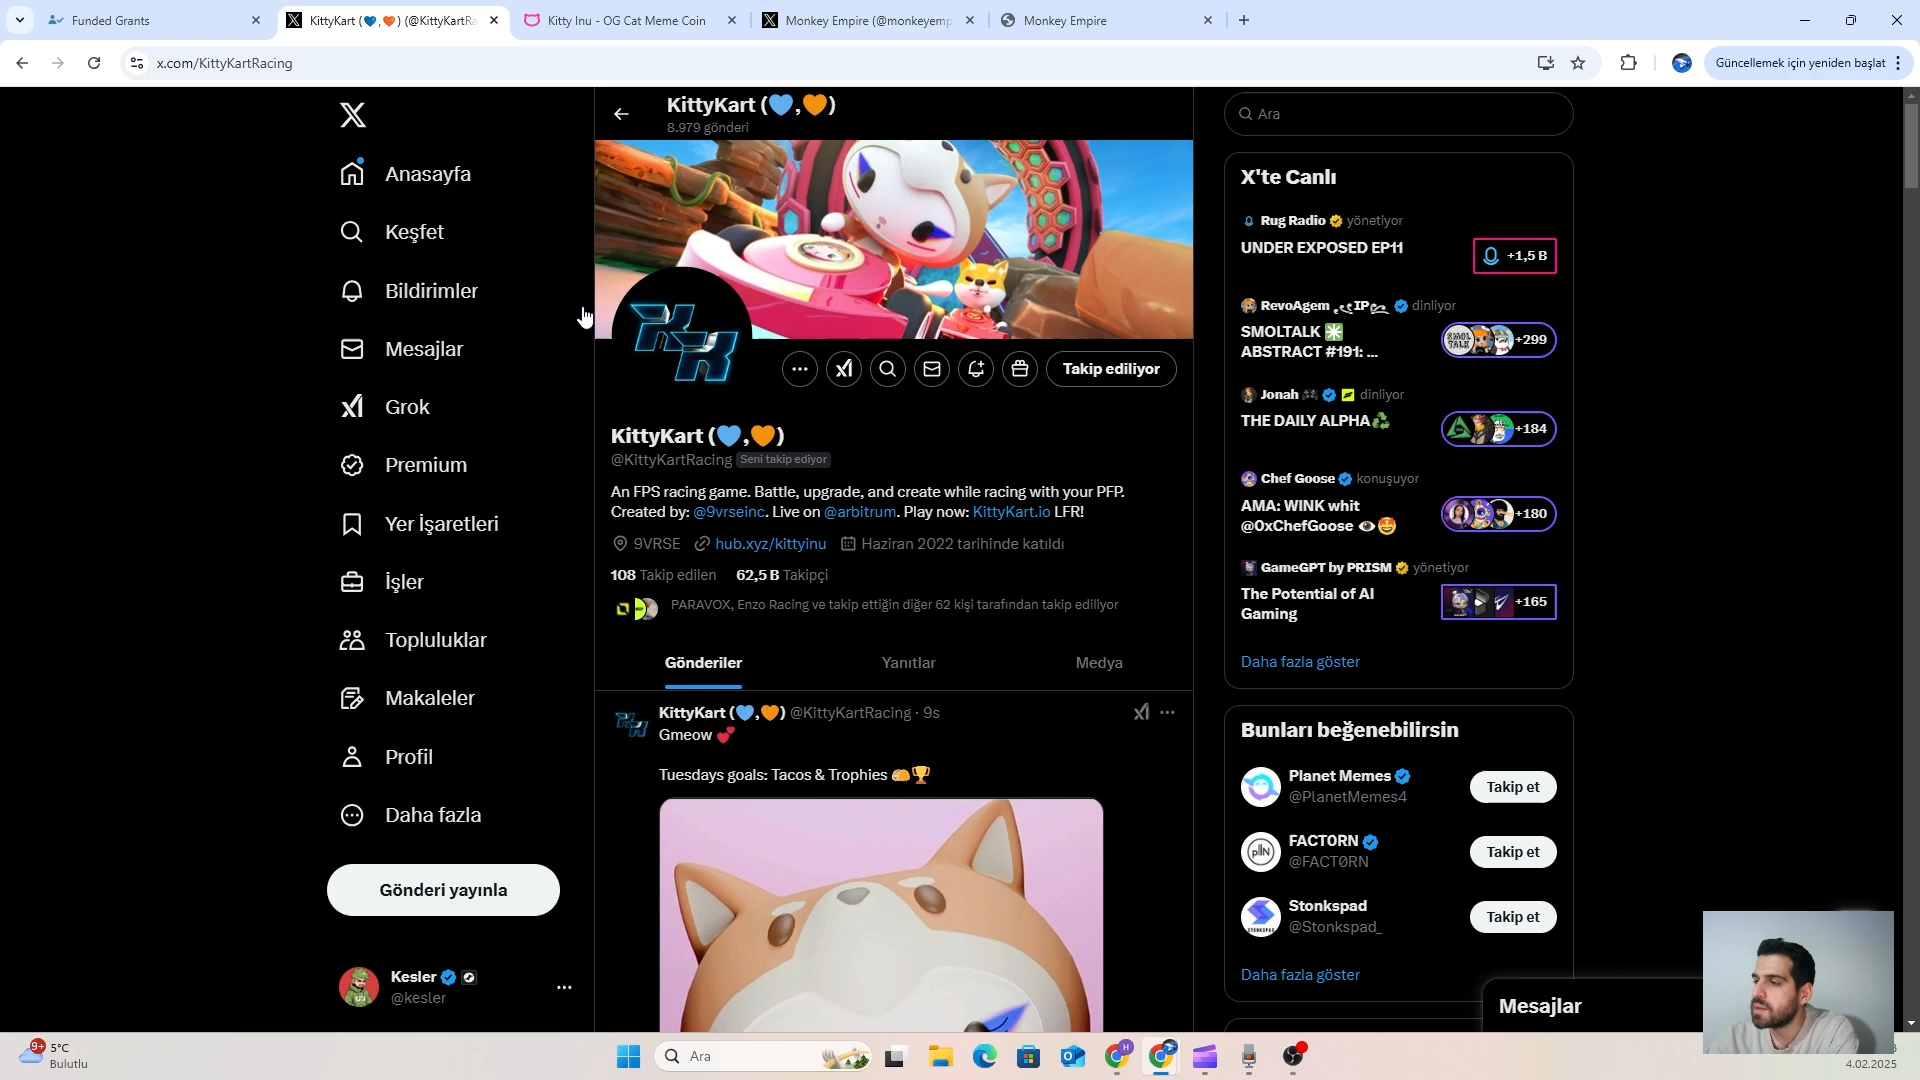 Funded Grants
KittyKart (💙,🧡) (@KittyKartRa
Kitty Inu - OG Cat Meme Coin
Monkey Empire (@monkeyemp
Monkey Empire
x.com/KittyKartRacing
Güncellemek için yeniden başlat
Anasayfa
Keşfet
Bildirimler
Mesajlar
Grok
Premium
Yer İşaretleri
İşler
Topluluklar
Makaleler
Profil
Daha fazla
Gönderi yayınla
Kesler
@kesler
KittyKart (💙,🧡)
8.979 gönderi
KK
Takip ediliyor
KittyKart (💙,🧡)
@KittyKartRacing Seni takip ediyor
An FPS racing game. Battle, upgrade, and create while racing with your PFP.
Created by: @9vrseinc. Live on @arbitrum. Play now: KittyKart.io LFR!
9VRSE hub.xyz/kittyinu Haziran 2022 tarihinde katıldı
108 Takip edilen 62,5 B Takipçi
PARAVOX, Enzo Racing ve takip ettiğin diğer 62 kişi tarafından takip ediliyor
Gönderiler Yanıtlar Medya
KittyKart (💙,🧡) @KittyKartRacing · 9s
Gmeow 💕
Tuesdays goals: Tacos & Trophies 🌮🏆
Ara
X'te Canlı
Rug Radio yönetiyor
UNDER EXPOSED EP11
+1,5 B
RevoAgem IP dinliyor
SMOLTALK ✳️
ABSTRACT #191: ...
+299
Jonah 🎮 dinliyor
THE DAILY ALPHA♻️
+184
Chef Goose konuşuyor
AMA: WINK whit
@0xChefGoose 👁️🤩
+180
GameGPT by PRISM yönetiyor
The Potential of AI
Gaming
+165
Daha fazla göster
Bunları beğenebilirsin
Planet Memes
@PlanetMemes4
Takip et
FACT0RN
@FACT0RN
Takip et
Stonkspad
@Stonkspad_
Takip et
Daha fazla göster
Mesajlar
9+
5°C
Bulutlu
Ara
4.02.2025